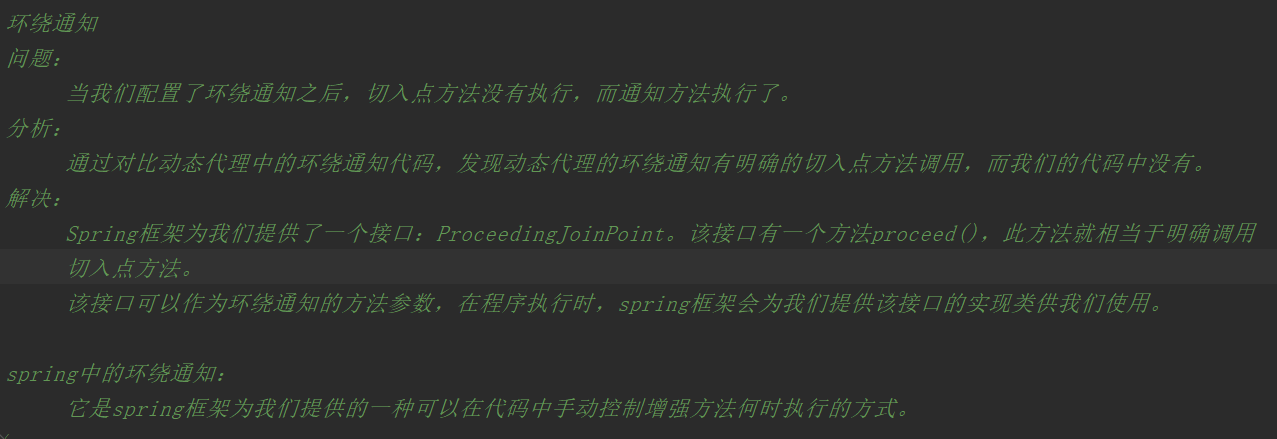 环绕通知
问题：
当我们配置了环绕通知之后，切入点方法没有执行，而通知方法执行了。
分析：
通过对比动态代理中的环绕通知代码，发现动态代理的环绕通知有明确的切入点方法调用，而我们的代码中没有。
解决：
Spring框架为我们提供了一个接口：ProceedingJoinPoint。该接口有一个方法proceed()，此方法就相当于明确调用
切入点方法。
该接口可以作为环绕通知的方法参数，在程序执行时，spring框架会为我们提供该接口的实现类供我们使用。
spring中的环绕通知：
它是spring框架为我们提供的一种可以在代码中手动控制增强方法何时执行的方式。